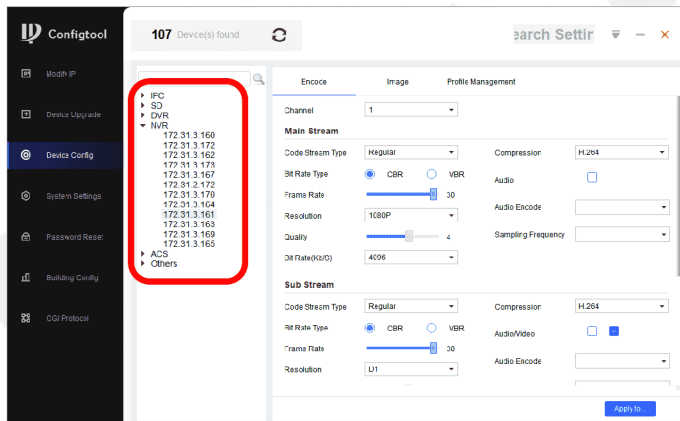 Configtool
107 Device(s) found
earch Settin
Modify IP
Device Upgrade
Device Config
System Settings
Password Reset
Building Config
CGI Protocol
IPC
SD
DVR
NVR
172.31.3.160
172.31.3.172
172.31.3.162
172.31.3.173
172.31.3.167
172.31.2.172
172.31.3.170
172.31.3.164
172.31.3.161
172.31.3.163
172.31.3.169
172.31.3.165
ACS
Others
Encode Image Profile Management
Channel 1
Main Stream
Code Stream Type Regular Compression H.264
Bit Rate Type CBR VBR Audio
Frame Rate 30
Resolution 1080P Audio Encode
Quality 4 Sampling Frequency
Bit Rate(Kb/S) 4096
Sub Stream
Code Stream Type Regular Compression H.264
Bit Rate Type CBR VBR Audio/Video
Frame Rate 30
Resolution D1 Audio Encode
Apply to...